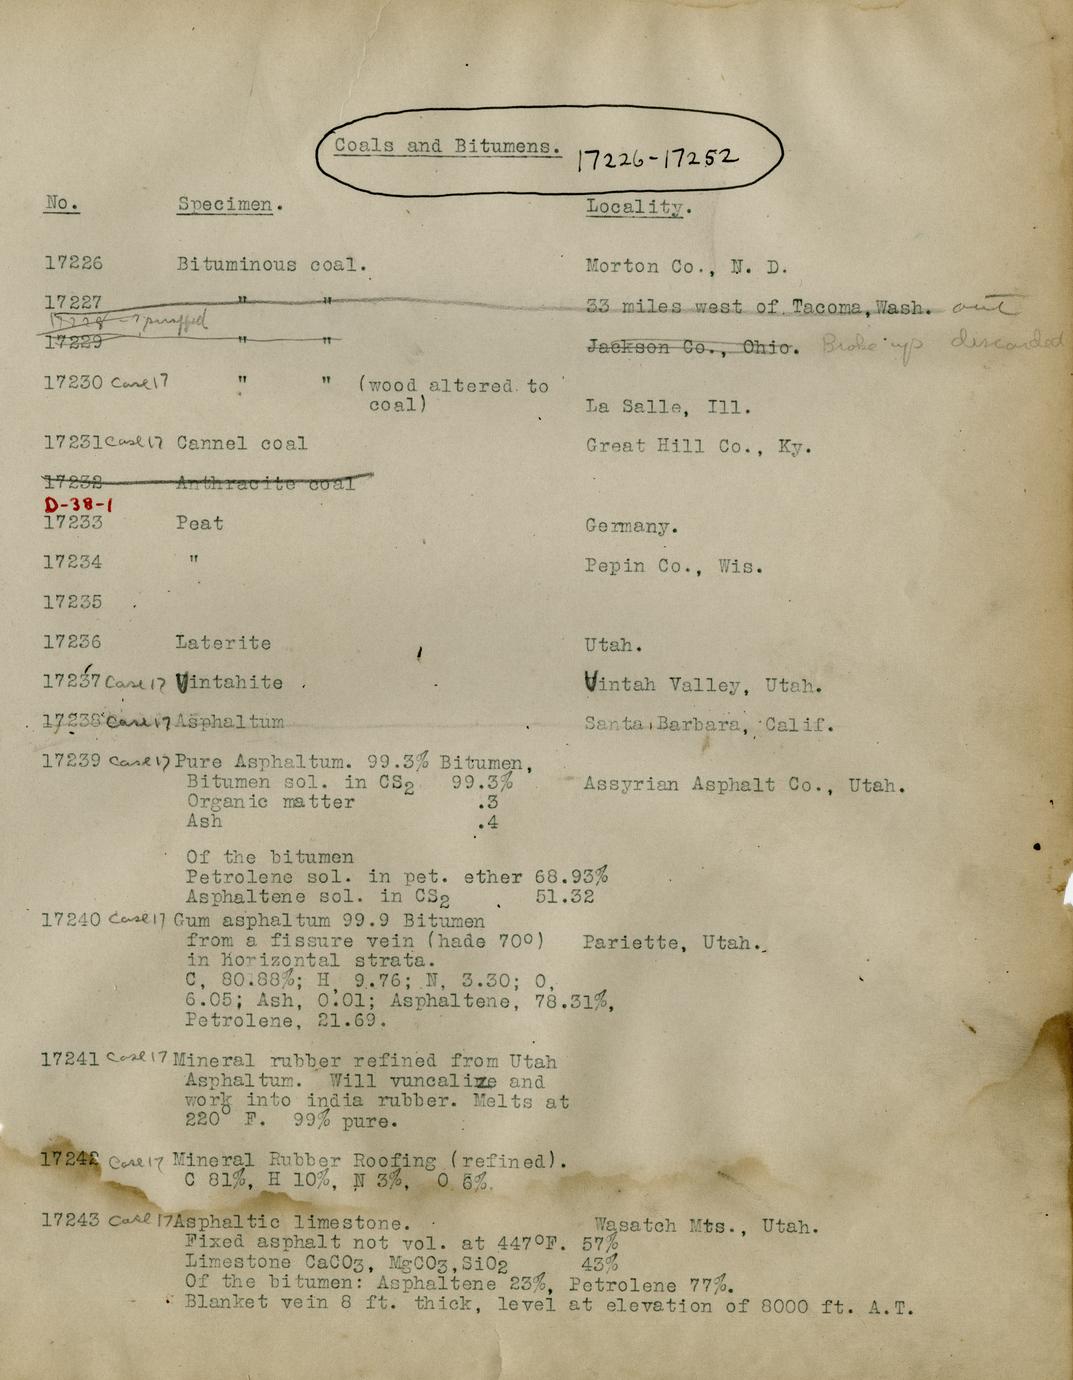 Coals and Bitumens. 17226-17252
No. Specimen. Locality.
17226 Bituminous coal. Morton Co., N. D.
17227 " " 33 miles west of Tacoma, Wash. out
17228 -
17229 " " Jackson Co., Ohio. Broke up discarded
17230 Case 17 " " (wood altered to
coal) La Salle, Ill.
17231 Case 17 Cannel coal Great Hill Co., Ky.
17232 Anthracite coal
D-38-1
17233 Peat Germany.
17234 " Pepin Co., Wis.
17235
17236 Laterite Utah.
17237 Case 17 Vintahite Vintah Valley, Utah.
17238 Case 17 Asphaltum Santa Barbara, Calif.
17239 Case 17 Pure Asphaltum. 99.3% Bitumen,
Bitumen sol. in CS2 99.3% Assyrian Asphalt Co., Utah.
Organic matter .3
Ash .4
Of the bitumen
Petrolene sol. in pet. ether 68.93%
Asphaltene sol. in CS2 51.32
17240 Case 17 Gum asphaltum 99.9 Bitumen
from a fissure vein (hade 70°) Pariette, Utah.
in horizontal strata.
C, 80.88%; H, 9.76; N, 3.30; O,
6.05; Ash, 0.01; Asphaltene, 78.31%,
Petrolene, 21.69.
17241 Case 17 Mineral rubber refined from Utah
Asphaltum. Will vuncalize and
work into india rubber. Melts at
220° F. 99% pure.
17242 Case 17 Mineral Rubber Roofing (refined).
C 81%, H 10%, N 3%, O 6%.
17243 Case 17 Asphaltic limestone. Wasatch Mts., Utah.
Fixed asphalt not vol. at 447°F. 57%
Limestone CaCO3, MgCO3, SiO2 43%
Of the bitumen: Asphaltene 23%, Petrolene 77%.
Blanket vein 8 ft. thick, level at elevation of 8000 ft. A.T.